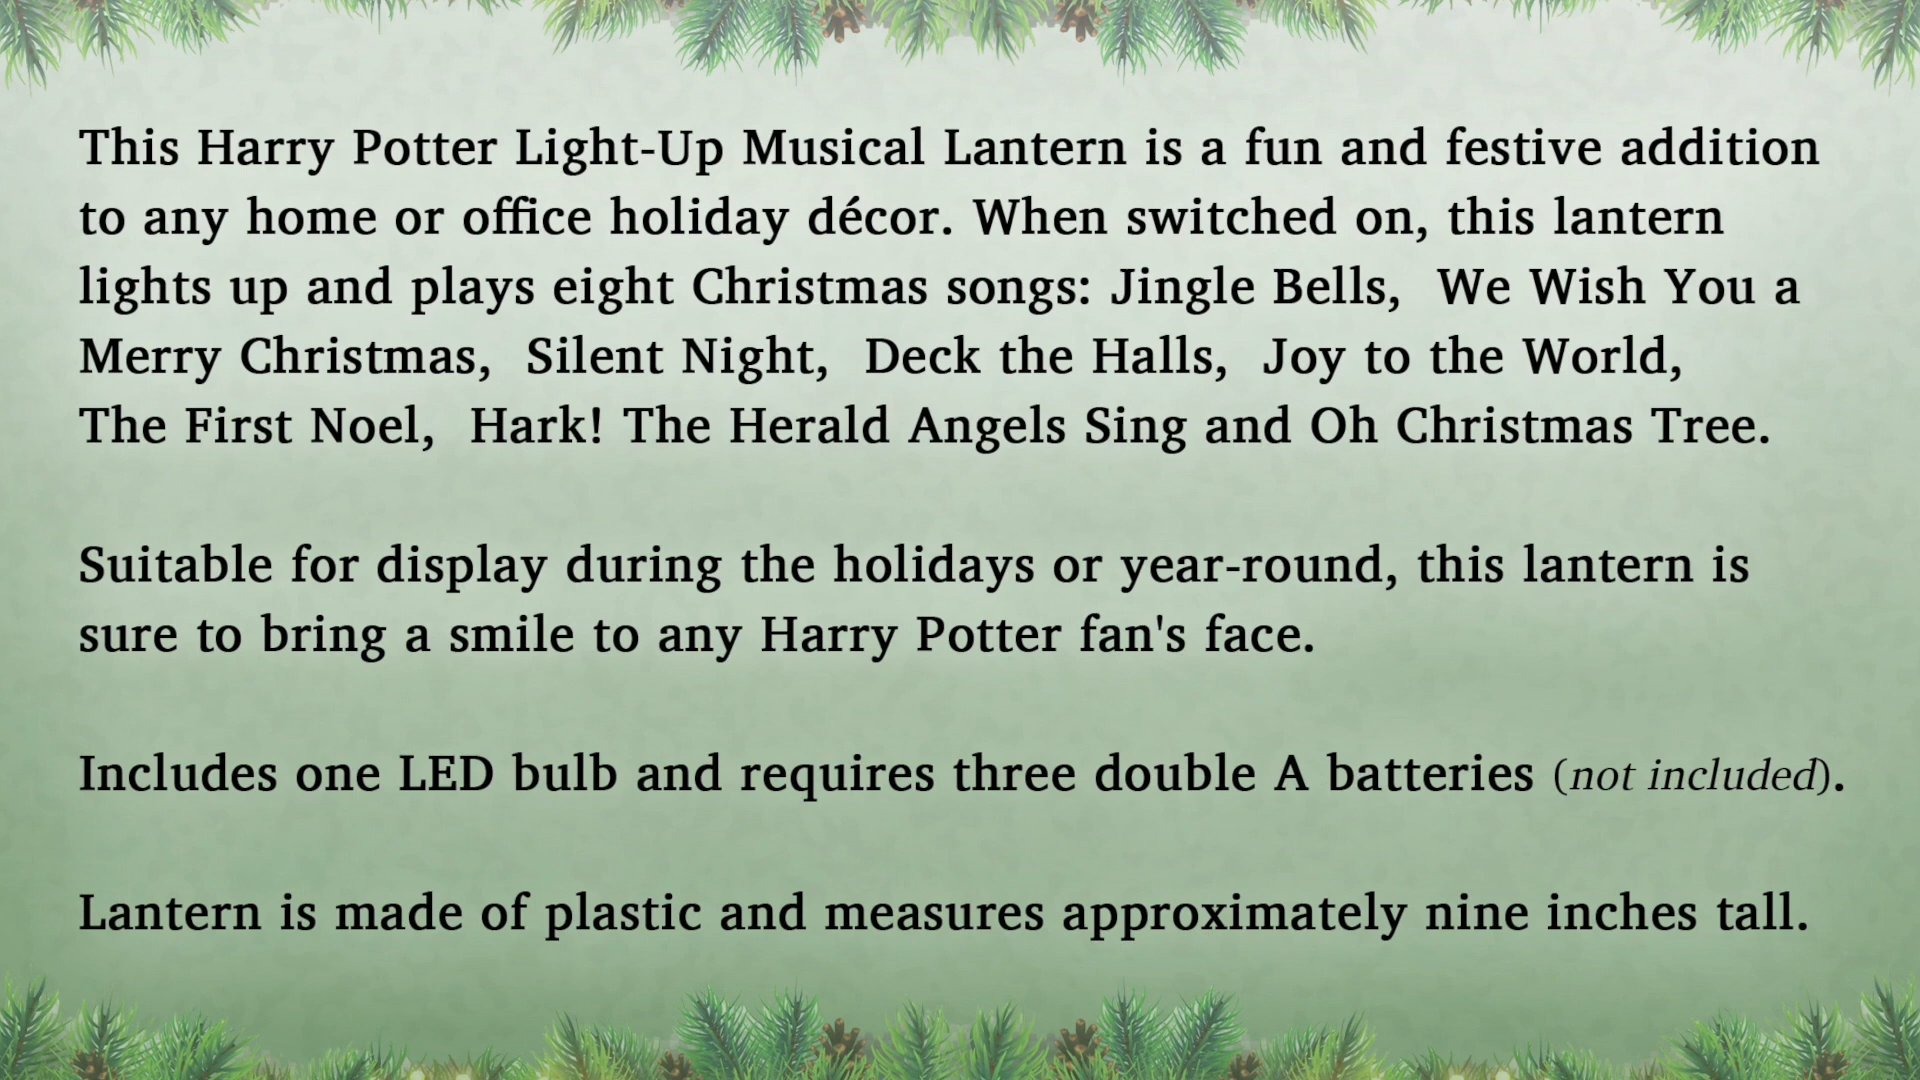 This Harry Potter Light-Up Musical Lantern is a fun and festive addition
to any home or office holiday décor. When switched on, this lantern
lights up and plays eight Christmas songs: Jingle Bells,  We Wish You a
Merry Christmas,  Silent Night,  Deck the Halls,  Joy to the World,
The First Noel,  Hark! The Herald Angels Sing and Oh Christmas Tree.
Suitable for display during the holidays or year-round, this lantern is
sure to bring a smile to any Harry Potter fan's face.
Includes one LED bulb and requires three double A batteries (not included).
Lantern is made of plastic and measures approximately nine inches tall.